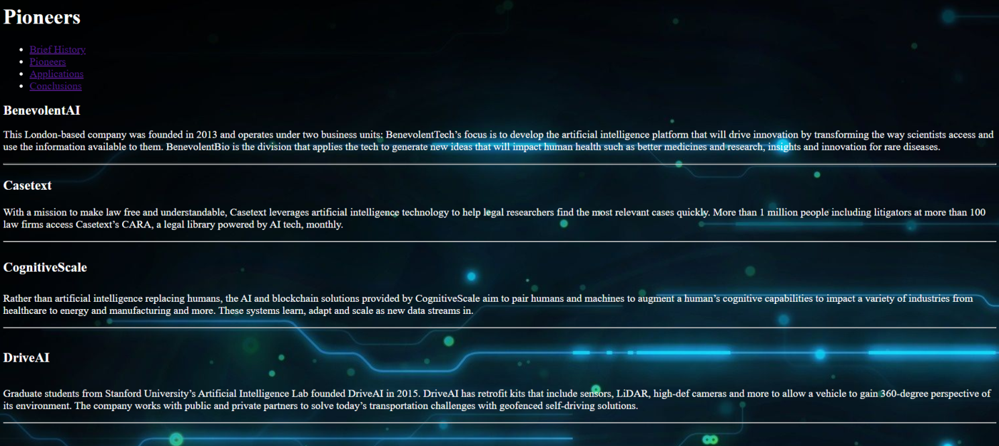 Pioneers
Brief History
Pioneers
Applications
Conclusions
BenevolentAI
This London-based company was founded in 2013 and operates under two business units: BenevolentTech’s focus is to develop the artificial intelligence platform that will drive innovation by transforming the way scientists access and
use the information available to them. BenevolentBio is the division that applies the tech to generate new ideas that will impact human health such as better medicines and research, insights and innovation for rare diseases.
Casetext
With a mission to make law free and understandable, Casetext leverages artificial intelligence technology to help legal researchers find the most relevant cases quickly. More than 1 million people including litigators at more than 100
law firms access Casetext’s CARA, a legal library powered by AI tech, monthly.
CognitiveScale
Rather than artificial intelligence replacing humans, the AI and blockchain solutions provided by CognitiveScale aim to pair humans and machines to augment a human’s cognitive capabilities to impact a variety of industries from
healthcare to energy and manufacturing and more. These systems learn, adapt and scale as new data streams in.
DriveAI
Graduate students from Stanford University’s Artificial Intelligence Lab founded DriveAI in 2015. DriveAI has retrofit kits that include sensors, LiDAR, high-def cameras and more to allow a vehicle to gain 360-degree perspective of
its environment. The company works with public and private partners to solve today’s transportation challenges with geofenced self-driving solutions.